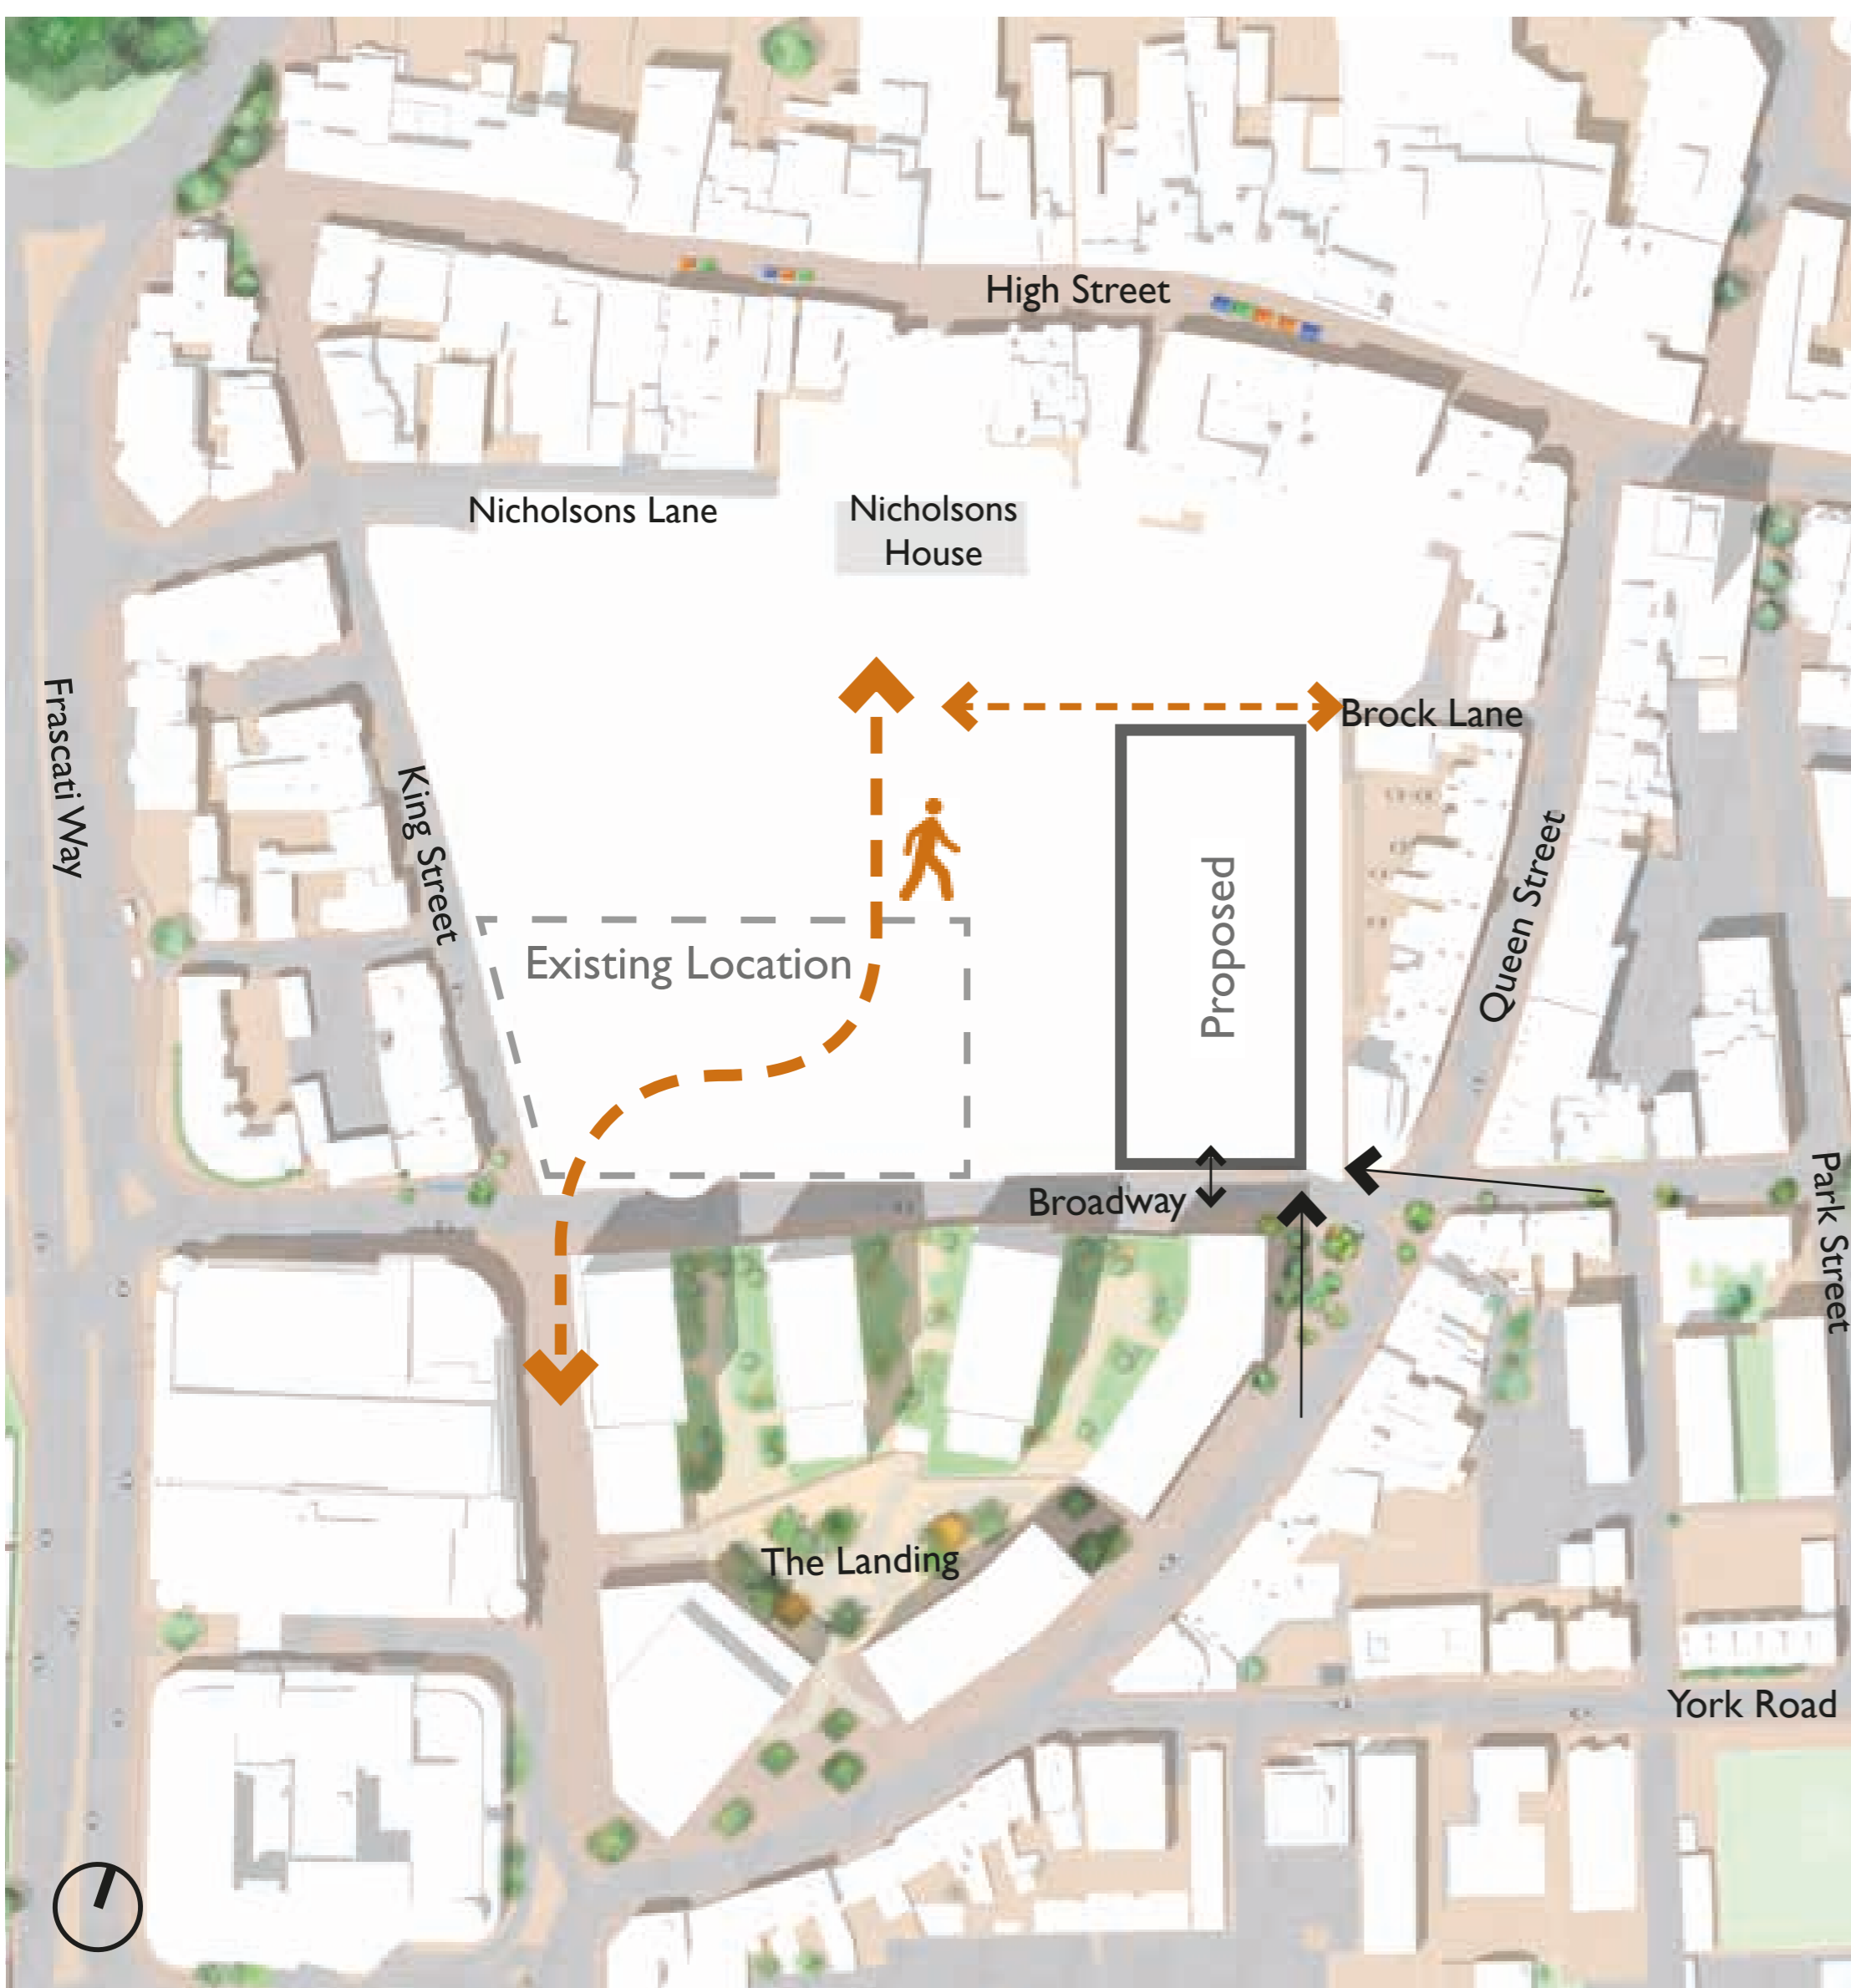 High Street
Nicholsons Lane
Nicholsons
House
Frascati Way
King Street
Brock Lane
Existing Location
Proposed
Queen Street
Broadway
Park Street
The Landing
York Road